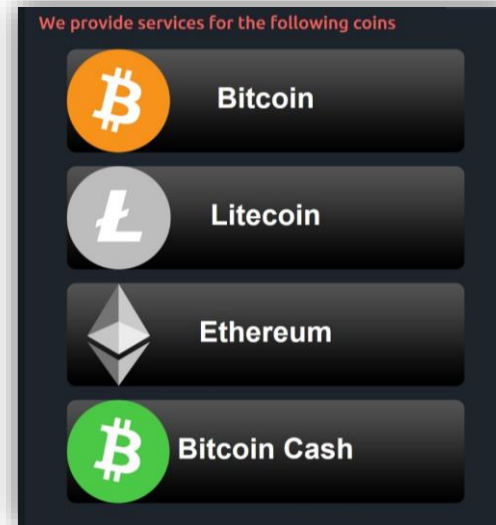 We provide services for the following coins
Bitcoin
Litecoin
Ethereum
Bitcoin Cash